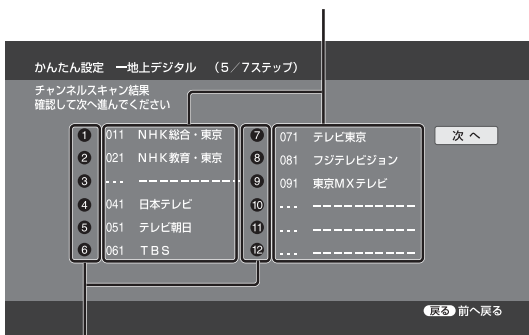 かんたん設定 ー地上デジタル （5／7ステップ）
チャンネルスキャン結果
確認して次へ進んでください
❶ 011 NHK総合・東京
❷ 021 NHK教育・東京
❸ --- ----------
❹ 041 日本テレビ
❺ 051 テレビ朝日
❻ 061 TBS
❼ 071 テレビ東京
❽ 081 フジテレビジョン
❾ 091 東京MXテレビ
❿ --- ----------
⓫ --- ----------
⓬ --- ----------
次 へ
戻る 前へ戻る